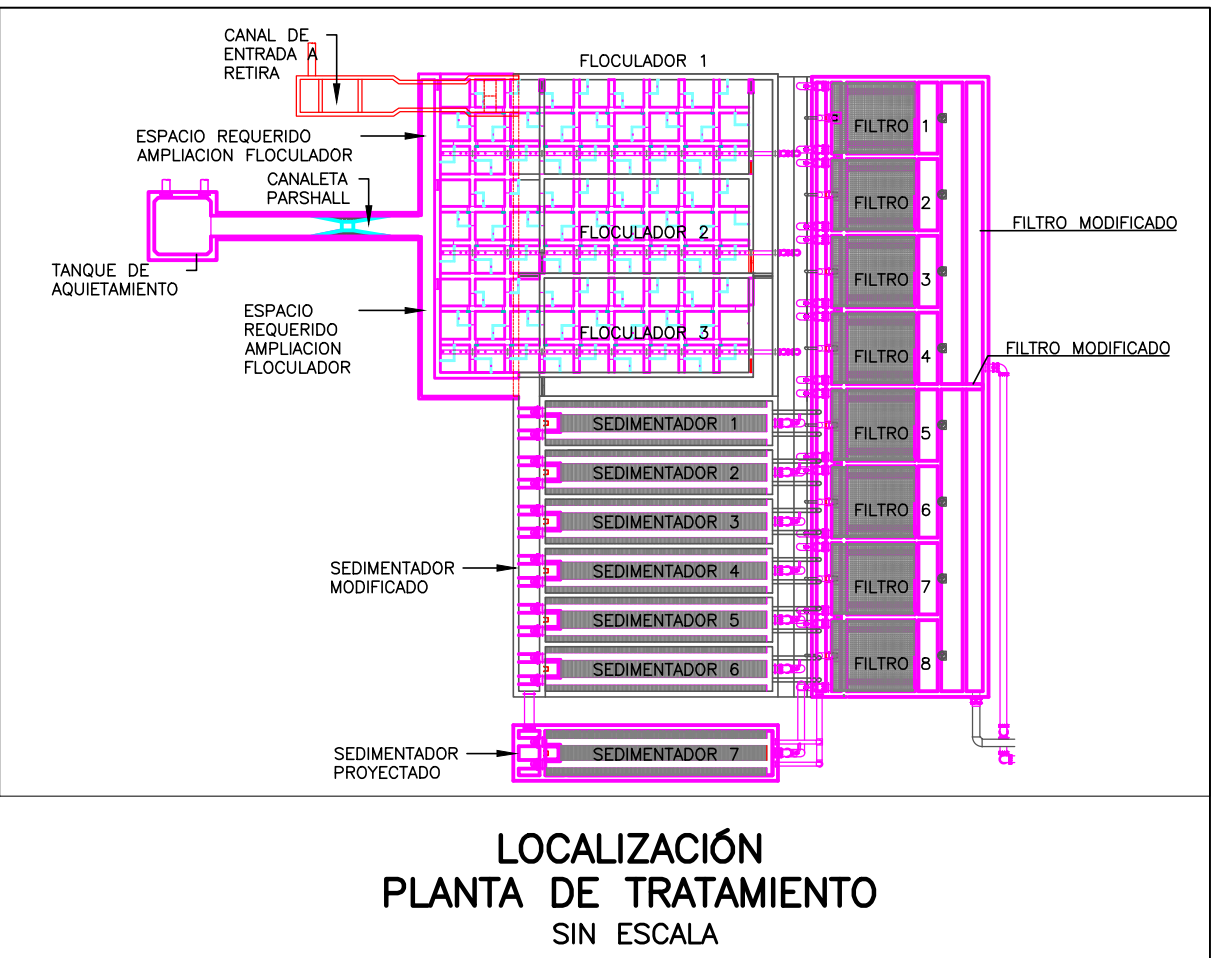 CANAL DE
ENTRADA A
RETIRA
FLOCULADOR 1
ESPACIO REQUERIDO
AMPLIACION FLOCULADOR
CANALETA
PARSHALL
TANQUE DE
AQUIETAMIENTO
ESPACIO
REQUERIDO
AMPLIACION
FLOCULADOR
FLOCULADOR 2
FLOCULADOR 3
FILTRO 1
FILTRO 2
FILTRO 3
FILTRO 4
FILTRO 5
FILTRO 6
FILTRO 7
FILTRO 8
FILTRO MODIFICADO
FILTRO MODIFICADO
SEDIMENTADOR 1
SEDIMENTADOR 2
SEDIMENTADOR 3
SEDIMENTADOR 4
SEDIMENTADOR 5
SEDIMENTADOR 6
SEDIMENTADOR
MODIFICADO
SEDIMENTADOR 7
SEDIMENTADOR
PROYECTADO
LOCALIZACIÓN
PLANTA DE TRATAMIENTO
SIN ESCALA